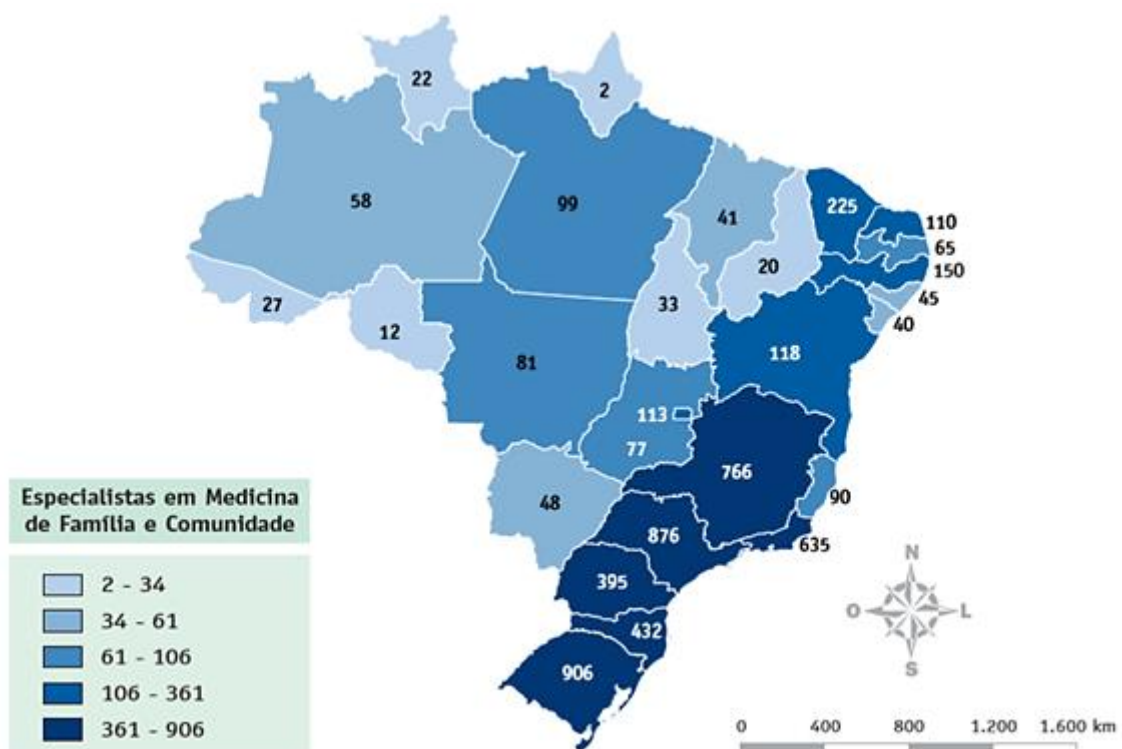 22
2
58
99
41
225
110
65
20
150
45
27
33
40
12
118
81
113
77
766
90
48
876
635
395
432
906
Especialistas em Medicina
de Família e Comunidade
2 - 34
34 - 61
61 - 106
106 - 361
361 - 906
N
O L
S
0 400 800 1.200 1.600 km